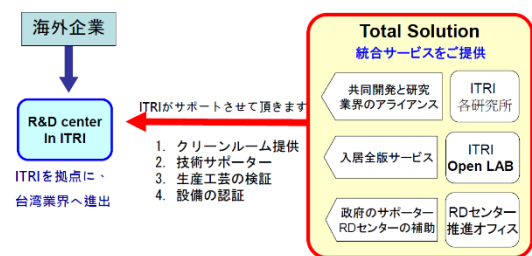 海外企業
R&D center
In ITRI
ITRIを拠点に、
台湾業界へ進出
ITRIがサポートさせて頂きます
1. クリーンルーム提供
2. 技術サポーター
3. 生産工芸の検証
4. 設備の認証
Total Solution
統合サービスをご提供
共同開発と研究
業界のアライアンス
ITRI
各研究所
入居全版サービス
ITRI
Open LAB
政府のサポーター
RDセンターの補助
RDセンター
推進オフィス